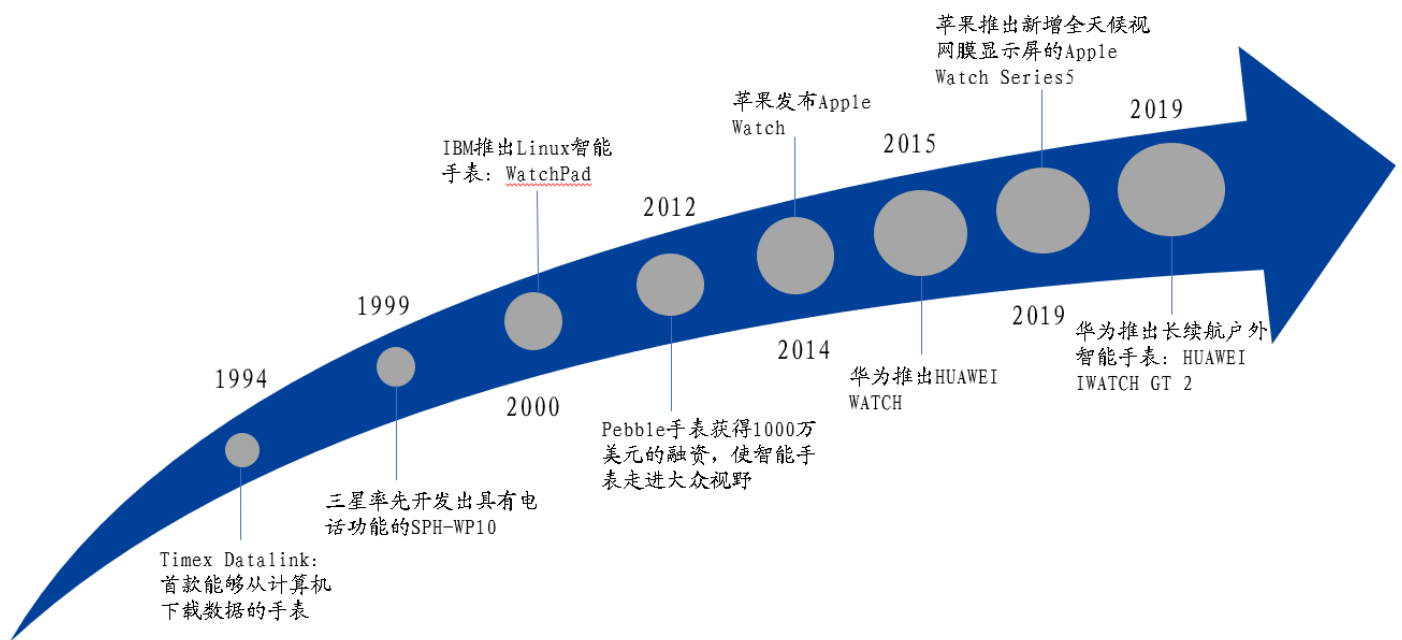 1994
Timex Datalink:
首款能够从计算机
下载数据的手表
1999
三星率先开发出具有电
话功能的SPH-WP10
IBM推出Linux智能
手表: WatchPad
2000
2012
Pebble手表获得1000万
美元的融资，使智能手
表走进大众视野
苹果发布Apple
Watch
2014
2015
华为推出HUAWEI
WATCH
苹果推出新增全天候视
网膜显示屏的Apple
Watch Series5
2019
2019
华为推出长续航户外
智能手表: HUAWEI
IWATCH GT 2